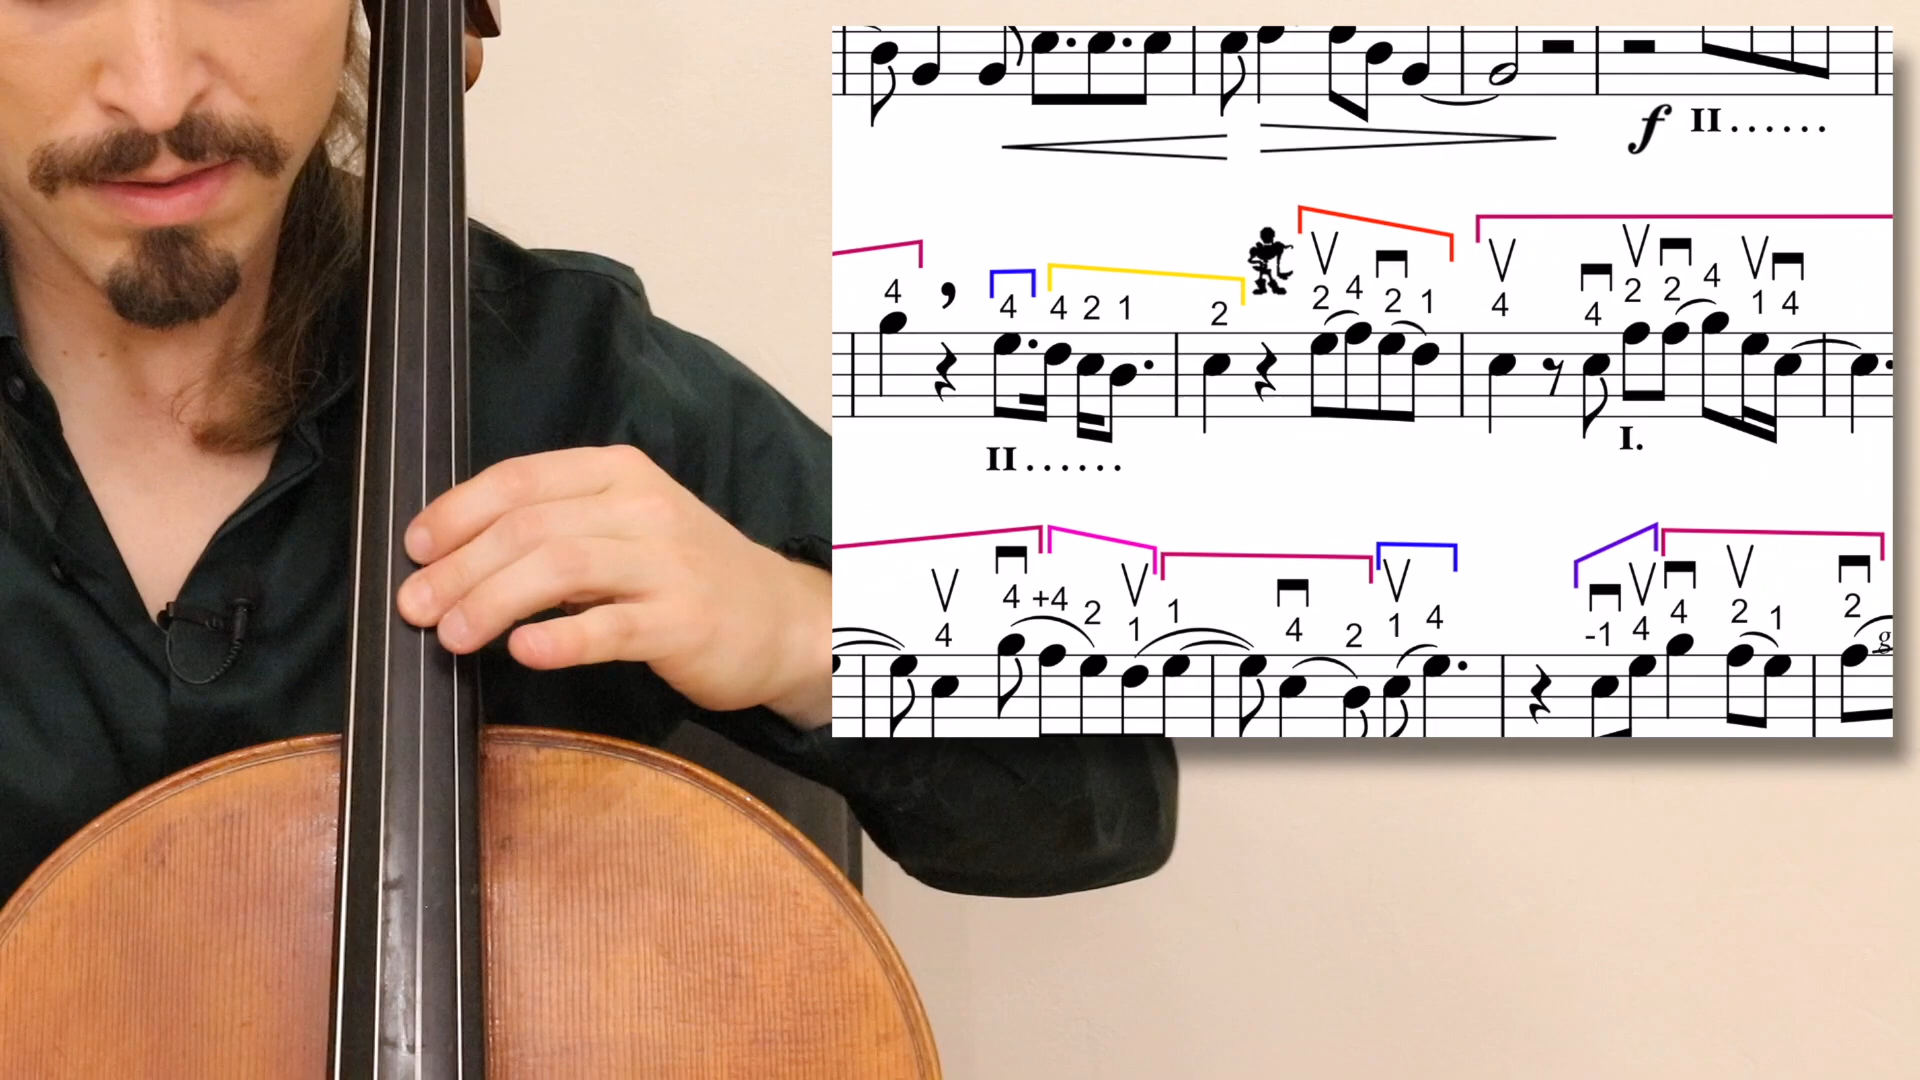 f II......
4 4 4 2 1 2 2 4 2 1 4 4 2 2 4 1 4
II...... I.
4 4 +4 2 1 1 4 2 1 4 -1 4 4 2 1 2
g